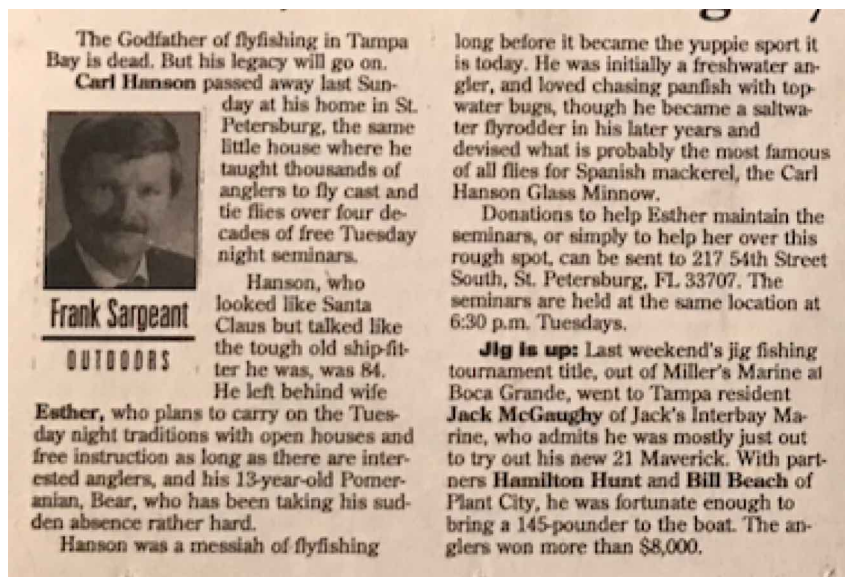 The Godfather of flyfishing in Tampa
Bay is dead. But his legacy will go on.
Carl Hanson passed away last Sun-
day at his home in St.
Petersburg, the same
little house where he
taught thousands of
anglers to fly cast and
tie flies over four de-
cades of free Tuesday
night seminars.
Hanson, who
looked like Santa
Claus but talked like
the tough old ship-fit-
ter he was, was 84.
He left behind wife
Frank Sargeant
OUTDOORS
Esther, who plans to carry on the Tues-
day night traditions with open houses and
free instruction as long as there are inter-
ested anglers, and his 13-year-old Pomer-
anian, Bear, who has been taking his sud-
den absence rather hard.
Hanson was a messiah of flyfishing
long before it became the yuppie sport it
is today. He was initially a freshwater an-
gler, and loved chasing panfish with top-
water bugs, though he became a saltwa-
ter flyrodder in his later years and
devised what is probably the most famous
of all flies for Spanish mackerel, the Carl
Hanson Glass Minnow.
Donations to help Esther maintain the
seminars, or simply to help her over this
rough spot, can be sent to 217 54th Street
South, St. Petersburg, FL 33707. The
seminars are held at the same location at
6:30 p.m. Tuesdays.
Jig is up: Last weekend's jig fishing
tournament title, out of Miller's Marine at
Boca Grande, went to Tampa resident
Jack McGaughy of Jack's Interbay Ma-
rine, who admits he was mostly just out
to try out his new 21 Maverick. With part-
ners Hamilton Hunt and Bill Beach of
Plant City, he was fortunate enough to
bring a 145-pounder to the boat. The an-
glers won more than $8,000.